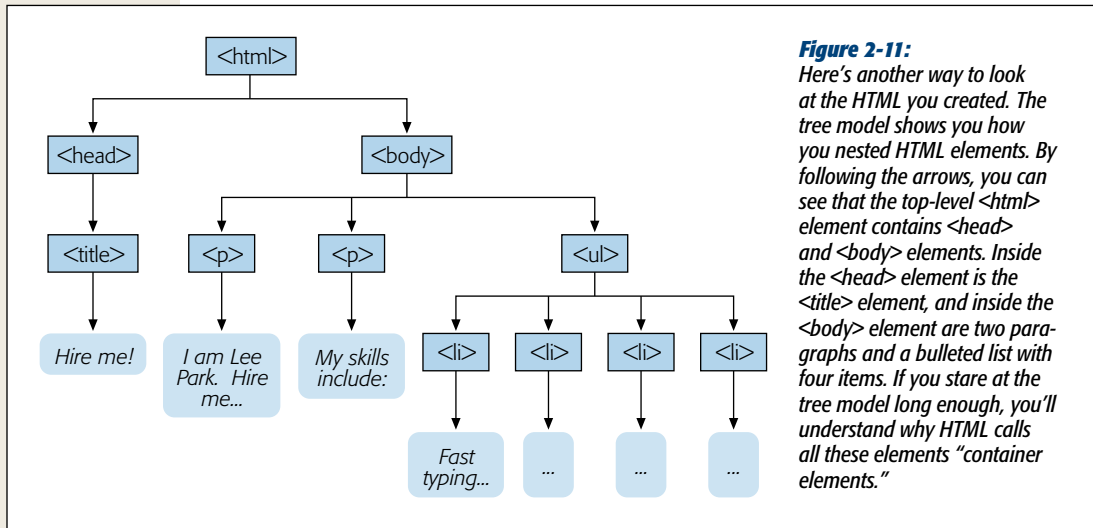 <html>
<head>
<body>
<title>
<p>
<p>
<ul>
Hire me!
I am Lee
Park.  Hire
me...
My skills
include:
<li>
<li>
<li>
<li>
Fast
typing...
...
...
...
Figure 2-11:
Here’s another way to look
at the HTML you created. The
tree model shows you how
you nested HTML elements. By
following the arrows, you can
see that the top-level <html>
element contains <head>
and <body> elements. Inside
the <head> element is the
<title> element, and inside the
<body> element are two para-
graphs and a bulleted list with
four items. If you stare at the
tree model long enough, you’ll
understand why HTML calls
all these elements “container
elements.”